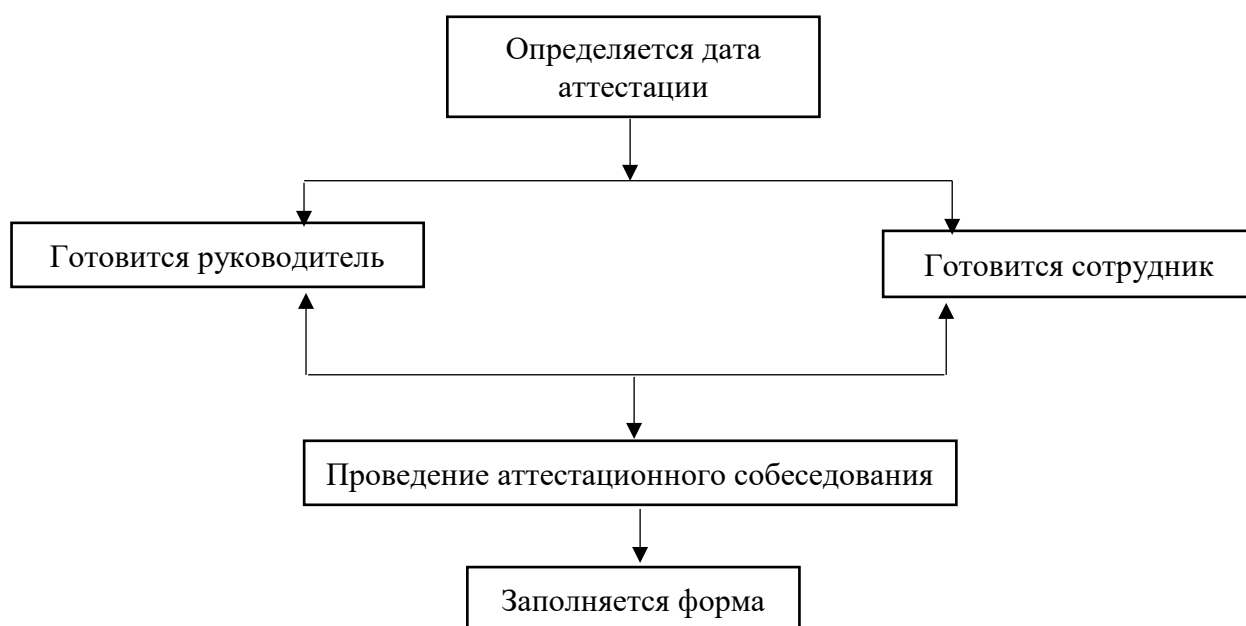 Определяется дата
аттестации
Готовится руководитель
Готовится сотрудник
Проведение аттестационного собеседования
Заполняется форма